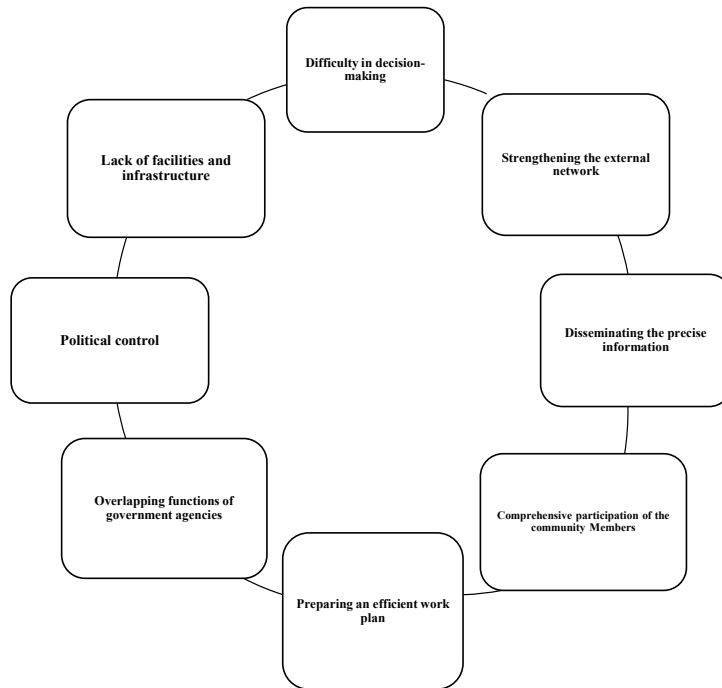 Difficulty in decision-
making
Strengthening the external
network
Disseminating the precise
information
Comprehensive participation of the
community Members
Preparing an efficient work
plan
Overlapping functions of
government agencies
Political control
Lack of facilities and
infrastructure